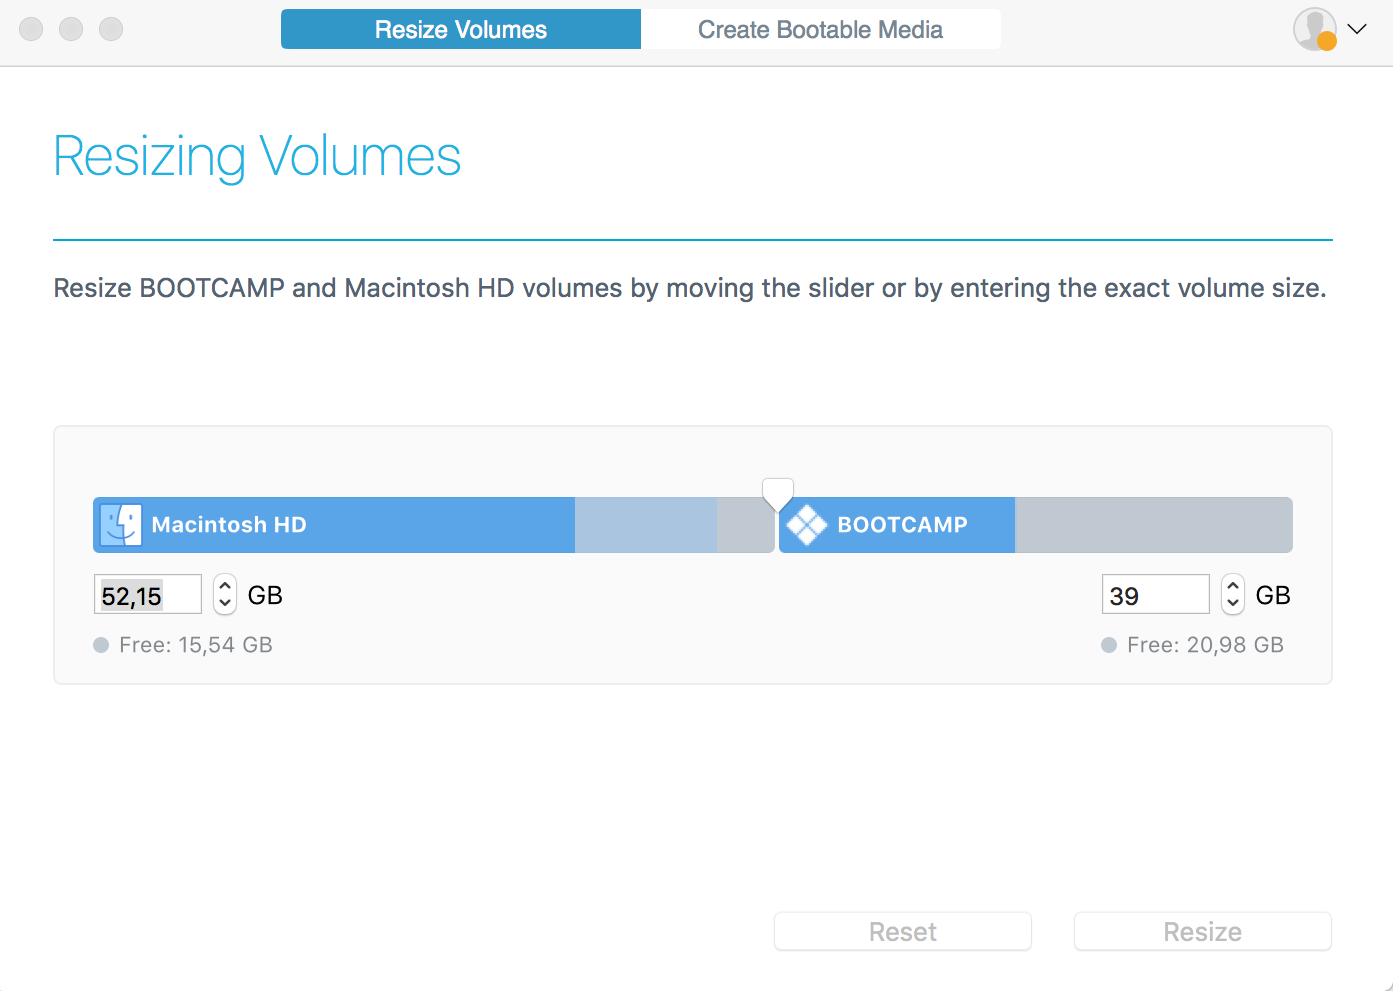 Resize Volumes
Create Bootable Media
Resizing Volumes
Resize BOOTCAMP and Macintosh HD volumes by moving the slider or by entering the exact volume size.
Macintosh HD
BOOTCAMP
52,15 GB
39 GB
Free: 15,54 GB
Free: 20,98 GB
Reset
Resize